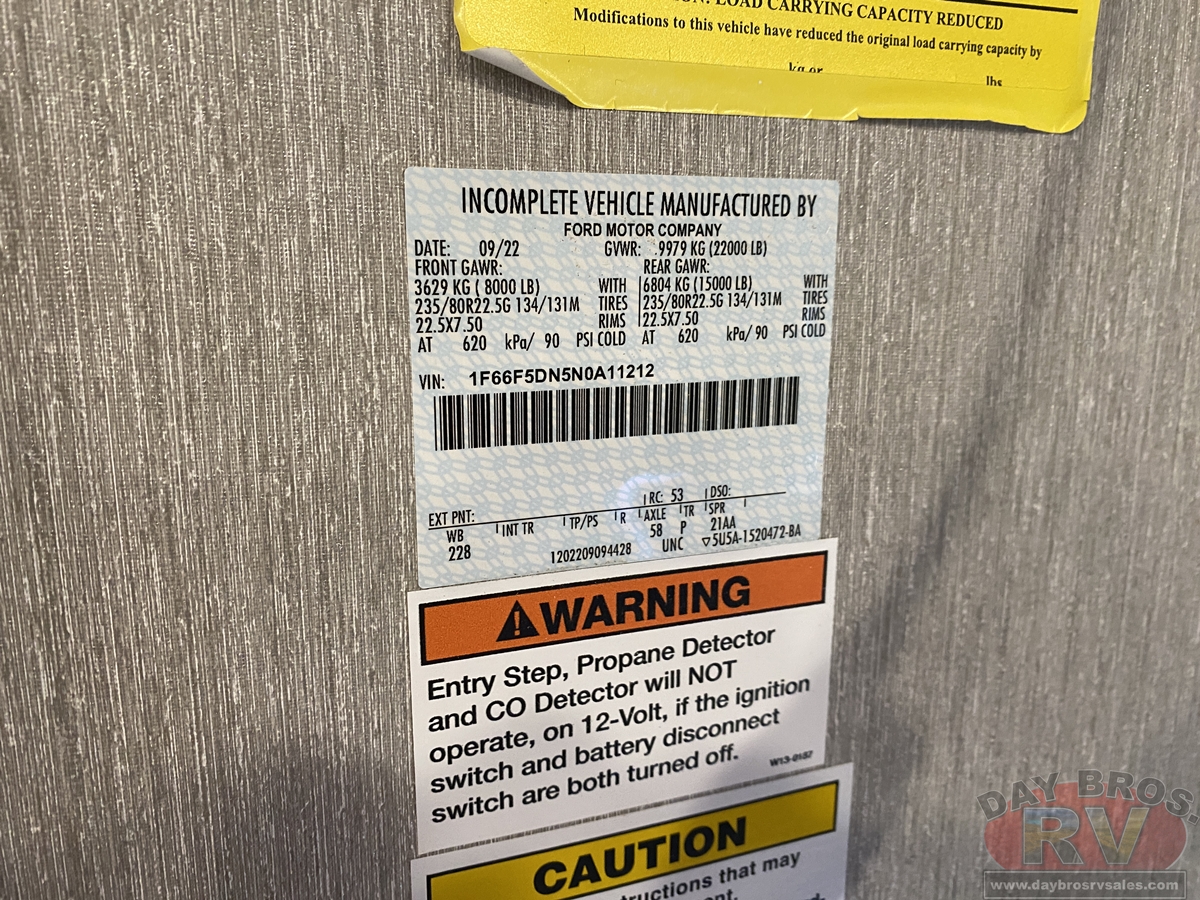 LOAD CARRYING CAPACITY REDUCED
Modifications to this vehicle have reduced the original load carrying capacity by
kg or lbs
INCOMPLETE VEHICLE MANUFACTURED BY
FORD MOTOR COMPANY
DATE: 09/22 GVWR: 9979 KG (22000 LB)
FRONT GAWR: REAR GAWR:
3629 KG ( 8000 LB) WITH 6804 KG (15000 LB) WITH
235/80R22.5G 134/131M TIRES 235/80R22.5G 134/131M TIRES
22.5X7.50 RIMS 22.5X7.50 RIMS
AT 620 kPa/ 90 PSI COLD AT 620 kPa/ 90 PSI COLD
VIN: 1F66F5DN5N0A11212
RC: 53 DSO:
EXT PNT:
WB INT TR TP/PS R AXLE TR SPR
228 58 P 21AA
1202209094428 UNC ▽5U5A-1520472-BA
WARNING
Entry Step, Propane Detector
and CO Detector will NOT
operate, on 12-Volt, if the ignition
switch and battery disconnect
switch are both turned off.
W13-0187
CAUTION
that may
DAY BROS.
RV
www.daybrosrvsales.com